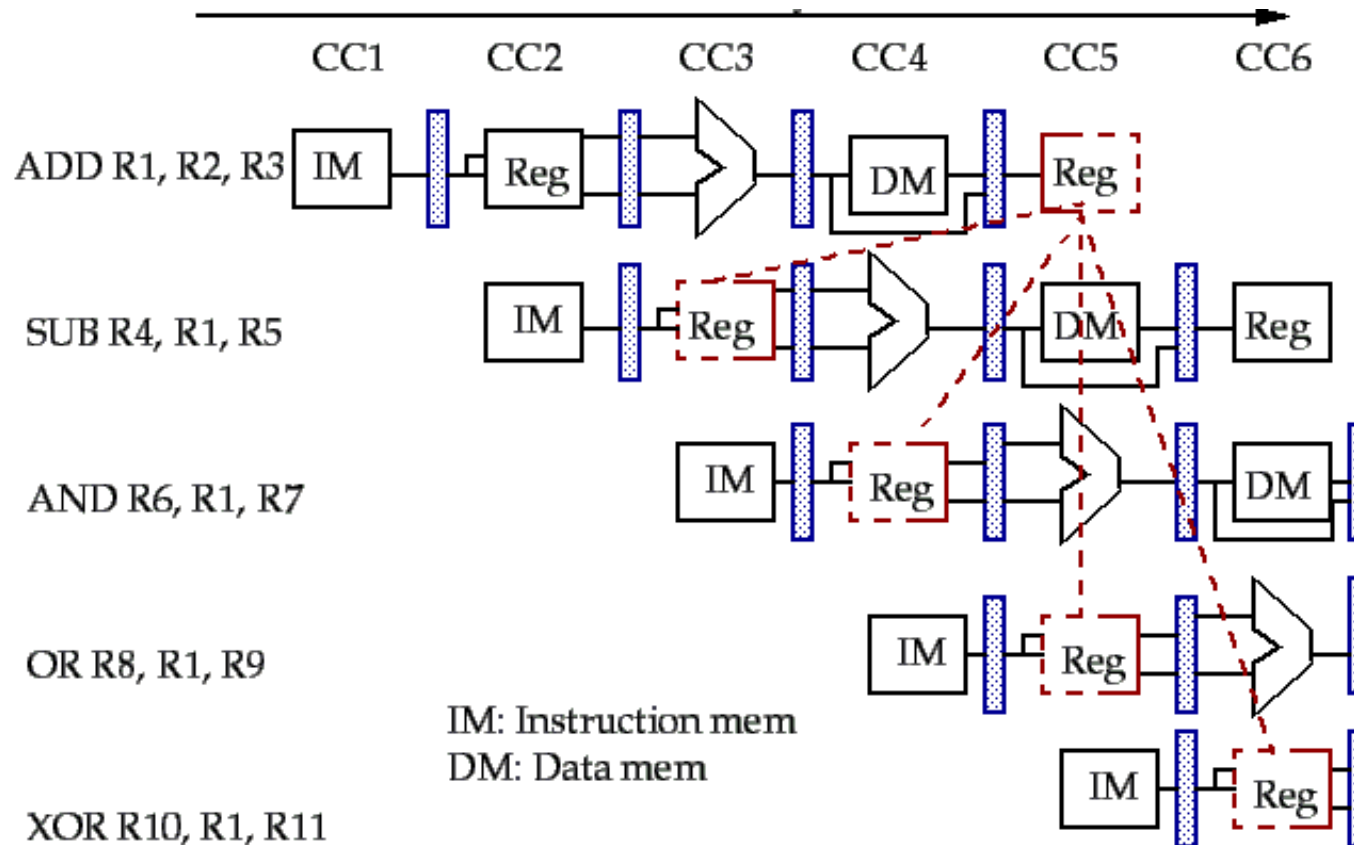 CC1 CC2 CC3 CC4 CC5 CC6
ADD R1, R2, R3 IM Reg DM Reg
SUB R4, R1, R5 IM Reg DM Reg
AND R6, R1, R7 IM Reg DM
OR R8, R1, R9 IM Reg
IM: Instruction mem
DM: Data mem
IM Reg
XOR R10, R1, R11